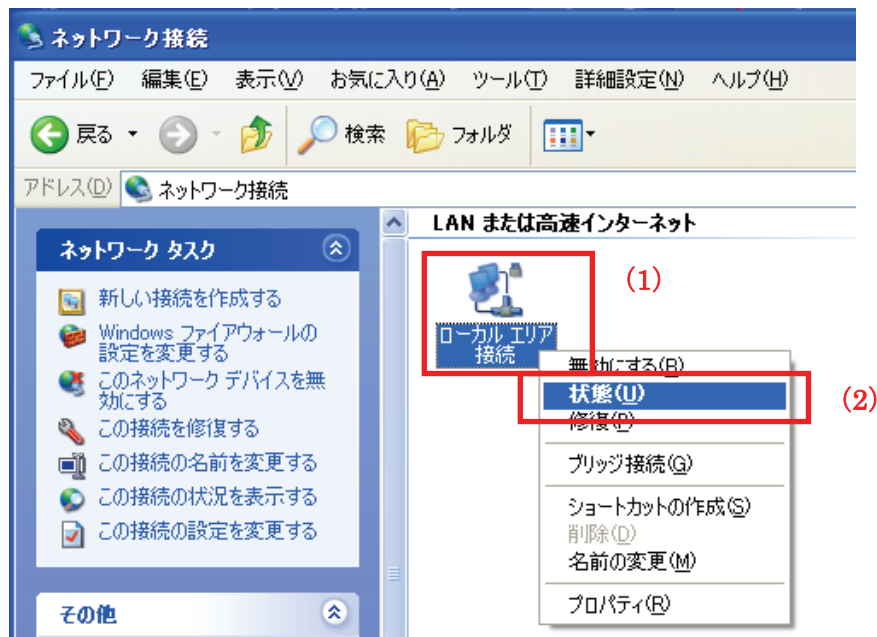 ネットワーク接続
ファイル(F) 編集(E) 表示(V) お気に入り(A) ツール(T) 詳細設定(N) ヘルプ(H)
戻る 検索 フォルダ
アドレス(D) ネットワーク接続
LAN または高速インターネット
ネットワーク タスク
新しい接続を作成する
Windows ファイアウォールの
設定を変更する
このネットワーク デバイスを無
効にする
この接続を修復する
この接続の名前を変更する
この接続の状況を表示する
この接続の設定を変更する
その他
(1)
ローカル エリア
接続
無効にする(B)
状態(U)
(2)
修復(P)
ブリッジ接続(G)
ショートカットの作成(S)
削除(D)
名前の変更(M)
プロパティ(R)